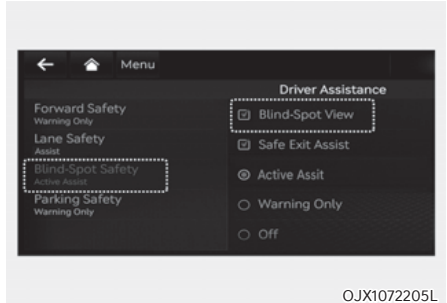 Menu
Driver Assistance
Forward Safety
Warning Only
Lane Safety
Assist
Blind-Spot Safety
Active Assist
Parking Safety
Warning Only
Blind-Spot View
Safe Exit Assist
Active Assit
Warning Only
Off
OJX1072205L